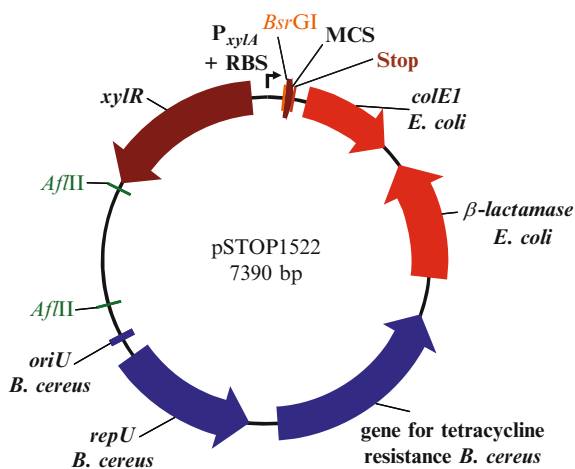 P xylA
+ RBS
BsrGI
MCS
Stop
colE1
E. coli
β-lactamase
E. coli
gene for tetracycline
resistance B. cereus
repU
B. cereus
oriU
B. cereus
AflII
AflII
xylR
pSTOP1522
7390 bp